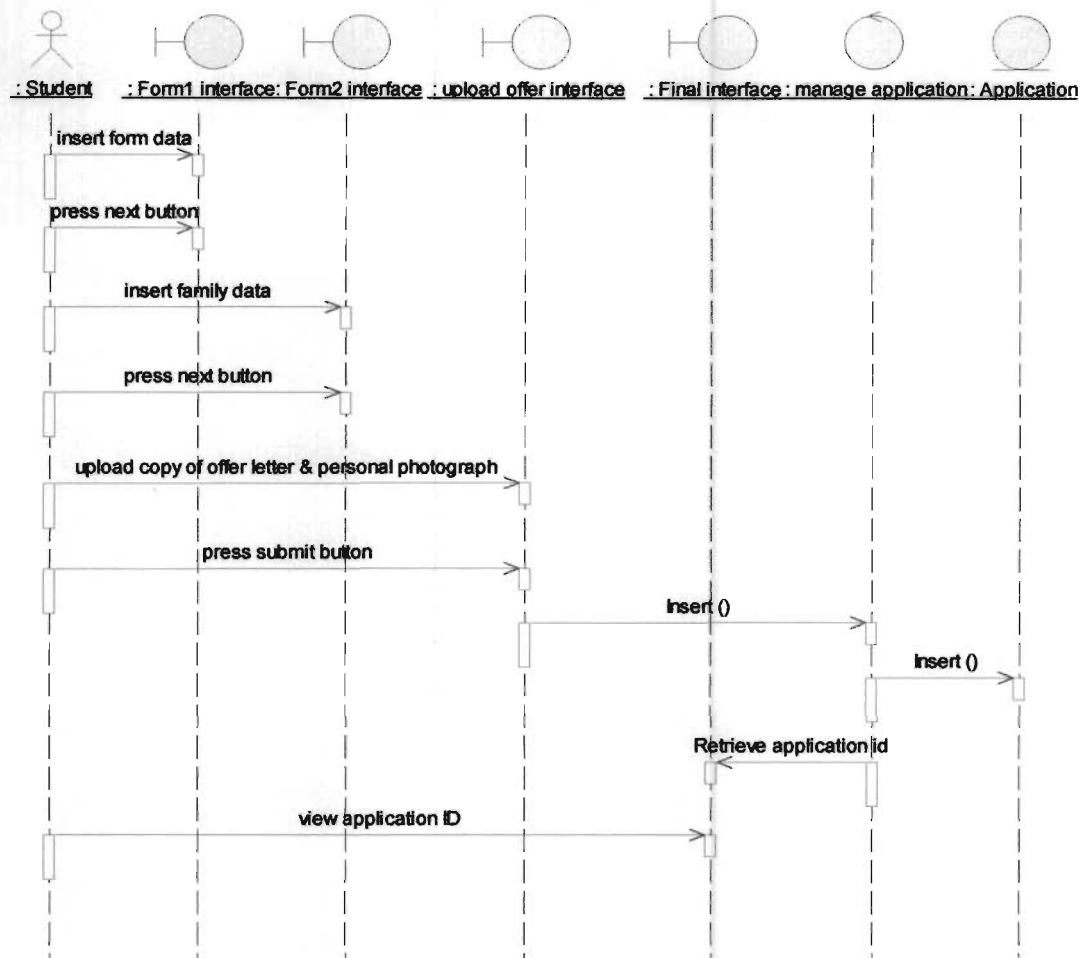 : Student : Form1 interface : Form2 interface : upload offer interface : Final interface : manage application : Application
insert form data
press next button
insert family data
press next button
upload copy of offer letter & personal photograph
press submit button
Insert ()
Insert ()
Retrieve application id
view application ID